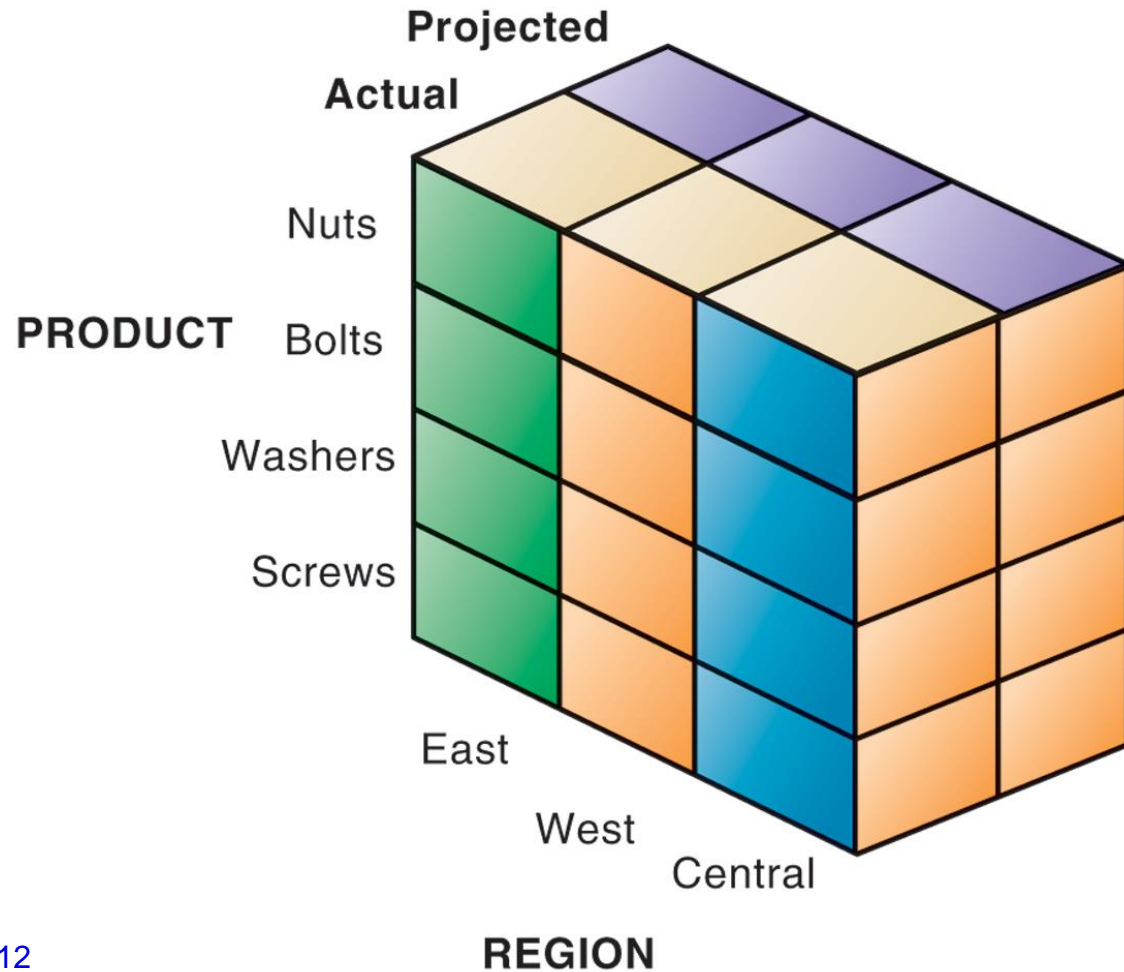 Projected
Actual
Nuts
PRODUCT
Bolts
Washers
Screws
East
West
Central
REGION
12